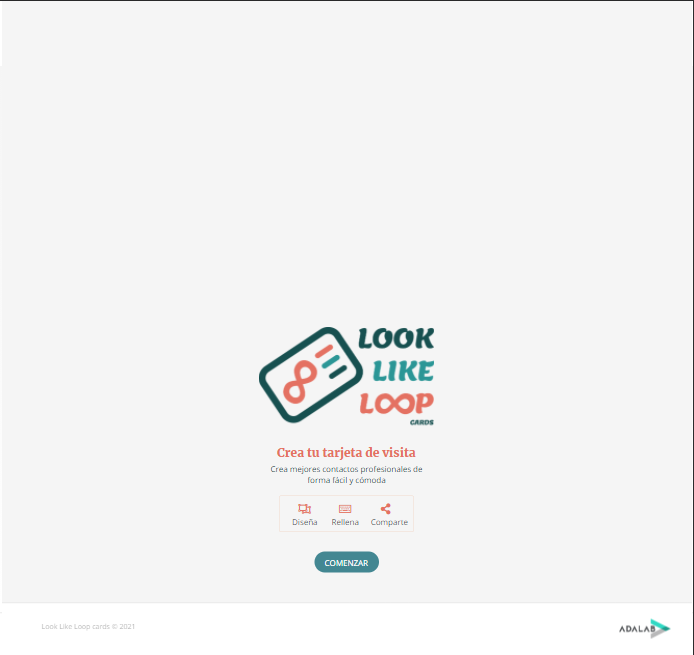 LOOK
LIKE
LOOP
CARDS
Crea tu tarjeta de visita
Crea mejores contactos profesionales de
forma fácil y cómoda
Diseña Rellena Comparte
COMENZAR
Look Like Loop cards © 2021
ADALAB